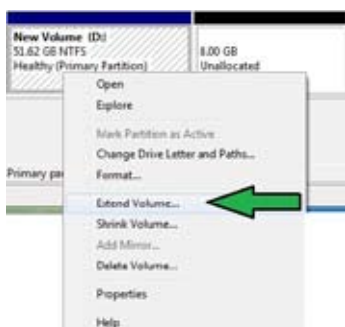 New Volume (D:)
51.62 GB NTFS
Healthy (Primary Partition)
8.00 GB
Unallocated
Open
Explore
Mark Partition as Active
Change Drive Letter and Paths...
Format...
Primary pa
Extend Volume...
Shrink Volume...
Add Mirror...
Delete Volume...
Properties
Help